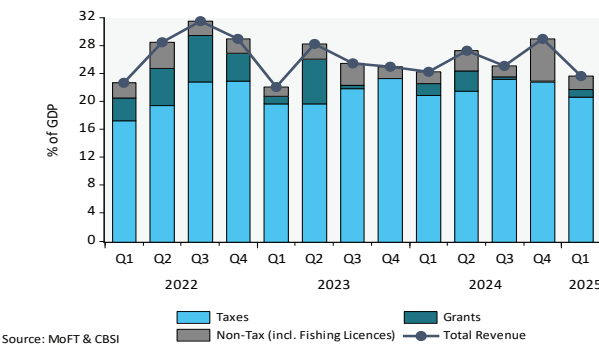 % of GDP
32
28
24
20
16
12
8
4
0
Q1 Q2 Q3 Q4 Q1 Q2 Q3 Q4 Q1 Q2 Q3 Q4 Q1
2022 2023 2024 2025
Taxes Grants
Non-Tax (incl. Fishing Licences) Total Revenue
Source: MoFT & CBSI